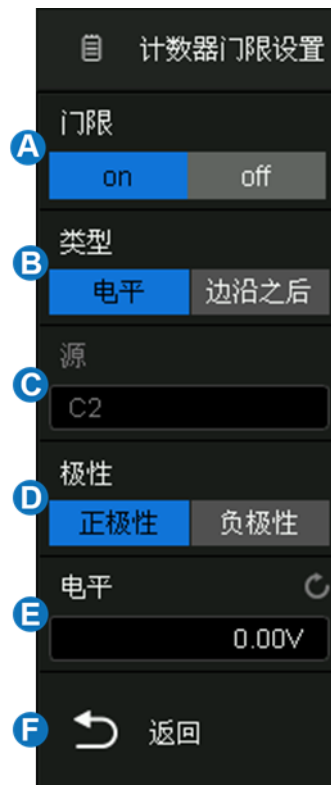 计数器门限设置
门限
A
on off
类型
B
电平 边沿之后
源
C
C2
极性
D
正极性 负极性
电平
E
0.00V
F
返回